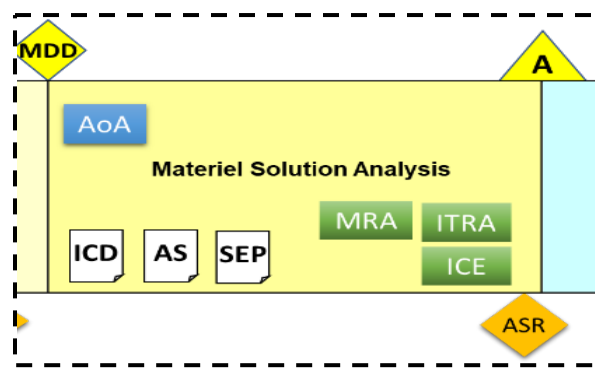 MDD
A
AoA
Materiel Solution Analysis
MRA ITRA
ICD AS SEP
ICE
ASR